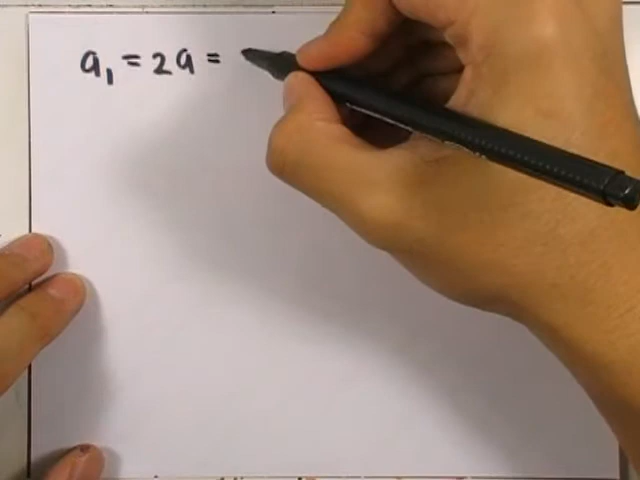 a₁ = 2a =